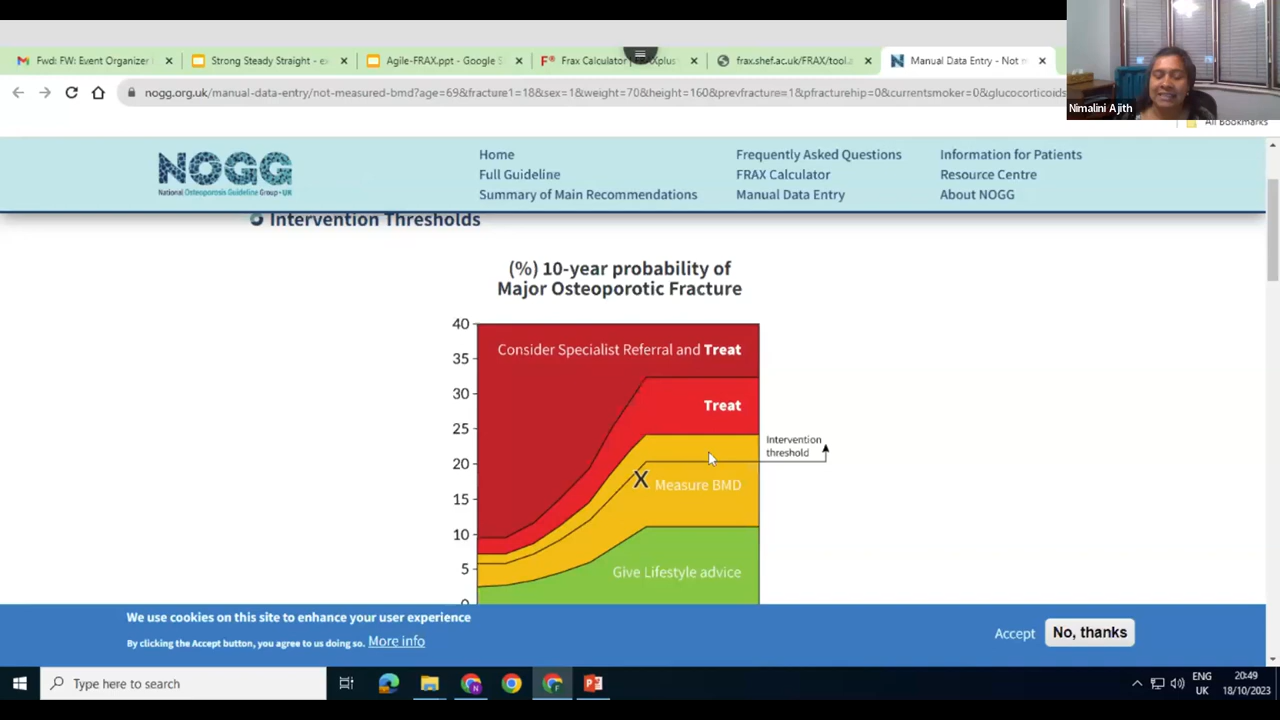 Fwd: FW: Event Organizer
Strong Steady Straight - e
Agile-FRAX.ppt - Google S
Frax Calculator | FRAXplus
frax.shef.ac.uk/FRAX/tool.
Manual Data Entry - Not m
nogg.org.uk/manual-data-entry/not-measured-bmd?age=69&fracture1=18&sex=1&weight=70&height=160&prevfracture=1&pfracturehip=0&currentsmoker=0&glucocorticoids
Nimalini Ajith
All Bookmarks
NOGG
National Osteoporosis Guideline Group - UK
Home
Full Guideline
Summary of Main Recommendations
Frequently Asked Questions
FRAX Calculator
Manual Data Entry
Information for Patients
Resource Centre
About NOGG
Intervention Thresholds
(%) 10-year probability of
Major Osteoporotic Fracture
40
35
30
25
20
15
10
5
0
Consider Specialist Referral and Treat
Treat
Intervention
threshold
X
Measure BMD
Give Lifestyle advice
We use cookies on this site to enhance your user experience
By clicking the Accept button, you agree to us doing so. More info
Accept
No, thanks
Type here to search
ENG
UK
20:49
18/10/2023